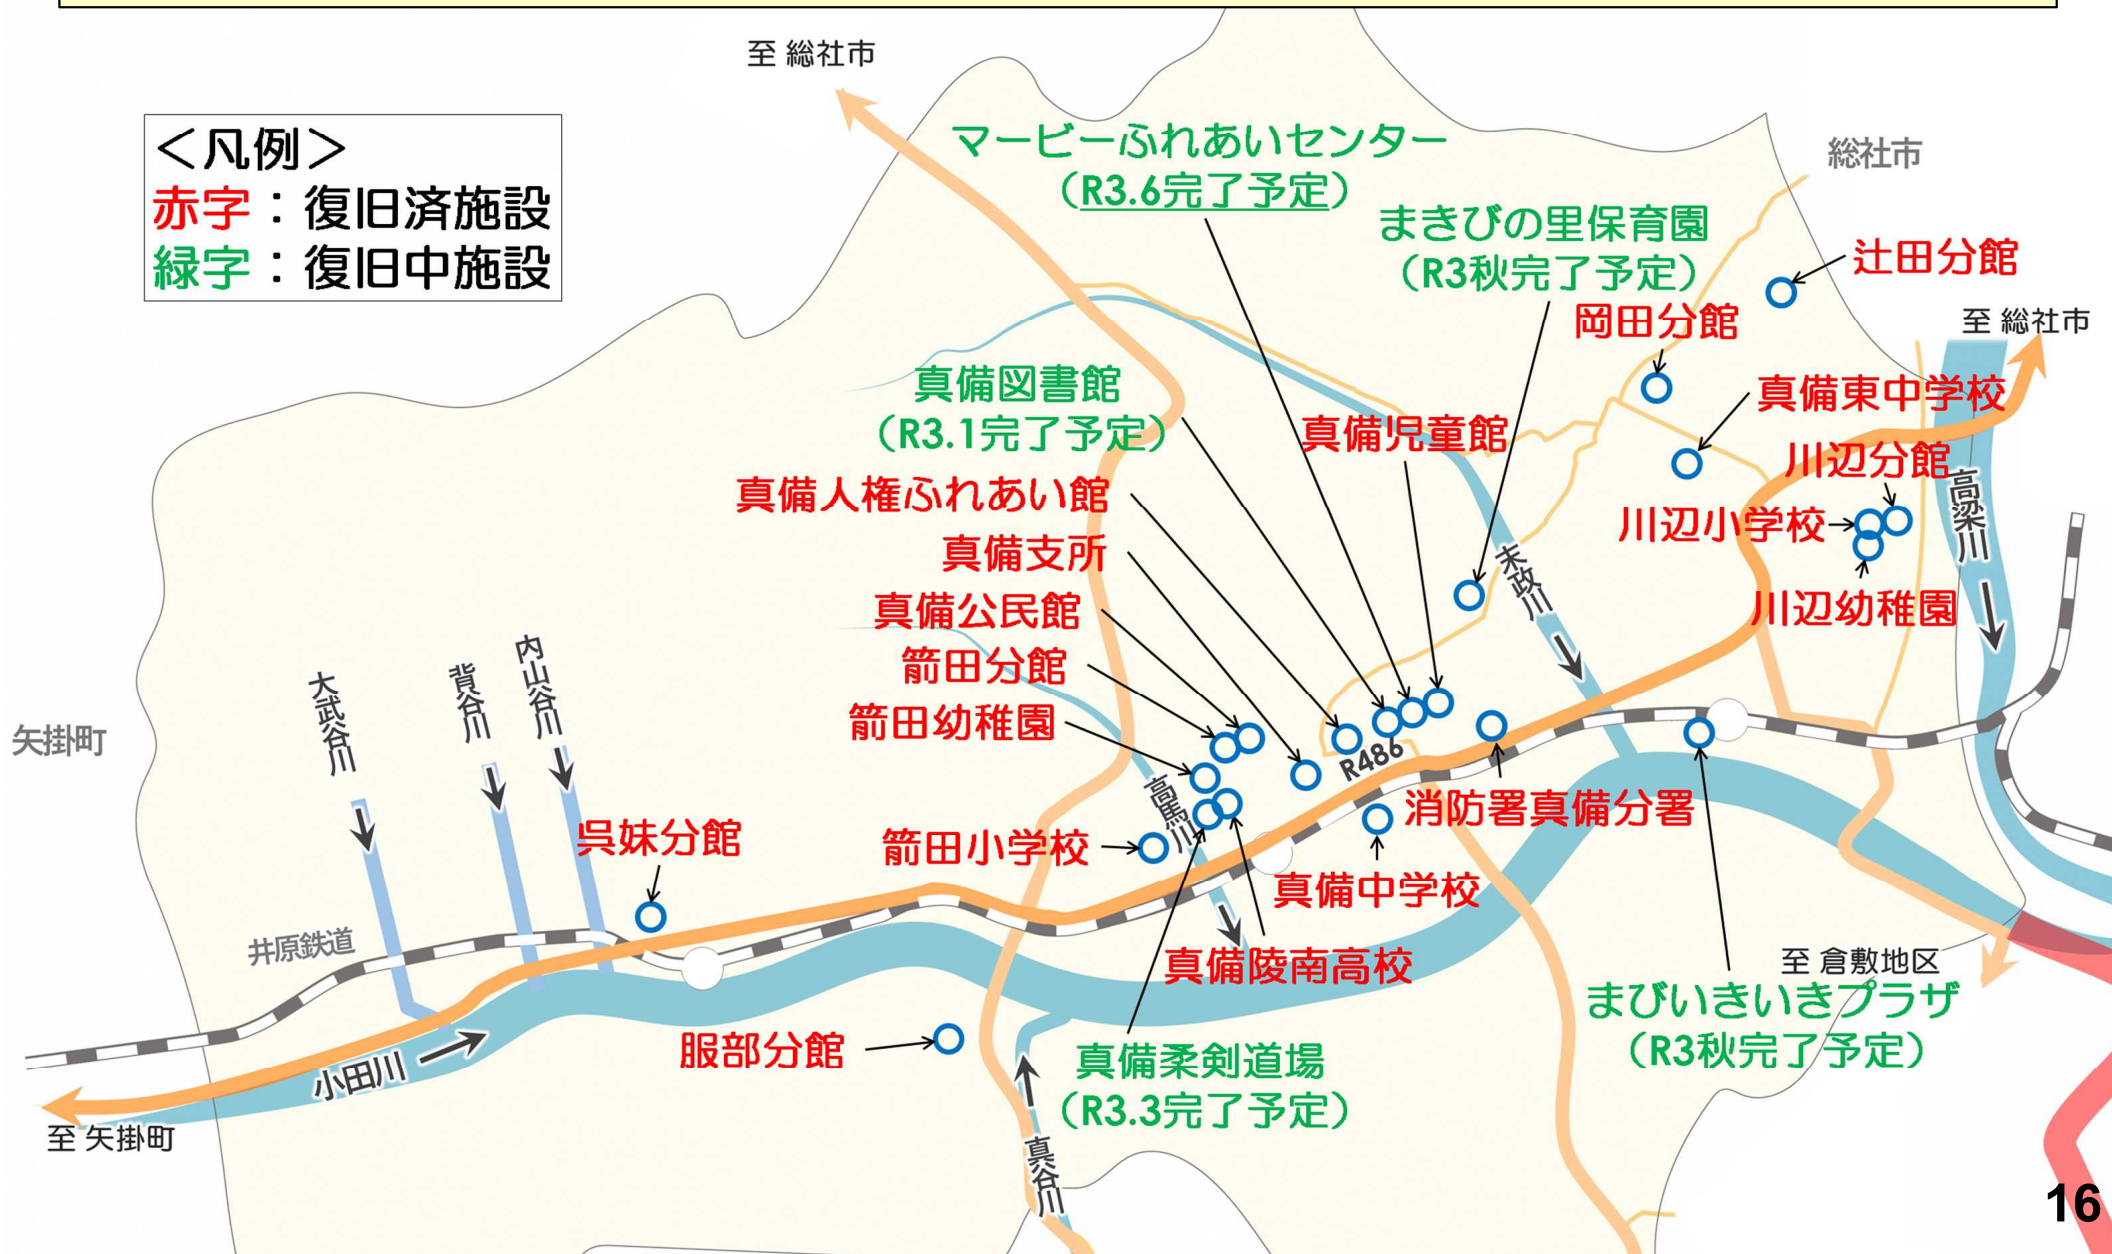 至 総社市
＜凡例＞
赤字：復旧済施設
緑字：復旧中施設
マービーふれあいセンター
（R3.6完了予定）
総社市
まきびの里保育園
（R3秋完了予定）
辻田分館
岡田分館
至 総社市
真備図書館
（R3.1完了予定）
真備東中学校
真備児童館
川辺分館
高梁川
真備人権ふれあい館
川辺小学校
真備支所
末政川
真備公民館
川辺幼稚園
箭田分館
内山谷川
背谷川
大武谷川
箭田幼稚園
矢掛町
R486
高馬川
消防署真備分署
呉妹分館
箭田小学校
真備中学校
井原鉄道
真備陵南高校
至 倉敷地区
まびいきいきプラザ
（R3秋完了予定）
服部分館
真備柔剣道場
（R3.3完了予定）
小田川
至 矢掛町
真谷川
16